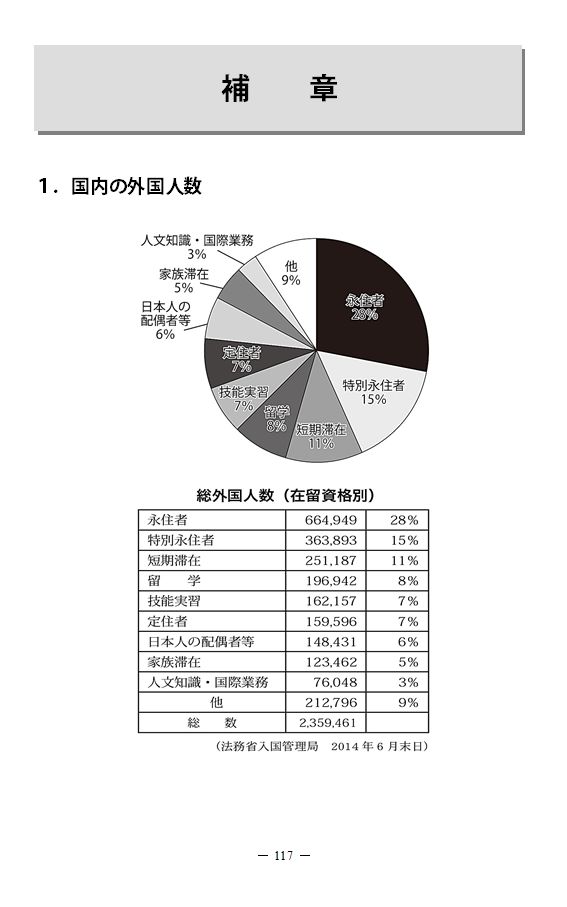 補　　章
１．国内の外国人数
人文知識・国際業務
3%
家族滞在
5%
日本人の
配偶者等
6%
定住者
7%
技能実習
7%
留学
8%
短期滞在
11%
特別永住者
15%
永住者
28%
他
9%
総外国人数（在留資格別）
永住者 664,949 28%
特別永住者 363,893 15%
短期滞在 251,187 11%
留　　学 196,942 8%
技能実習 162,157 7%
定住者 159,596 7%
日本人の配偶者等 148,431 6%
家族滞在 123,462 5%
人文知識・国際業務 76,048 3%
他 212,796 9%
総　　数 2,359,461
（法務省入国管理局　2014年6月末日）
― 117 ―